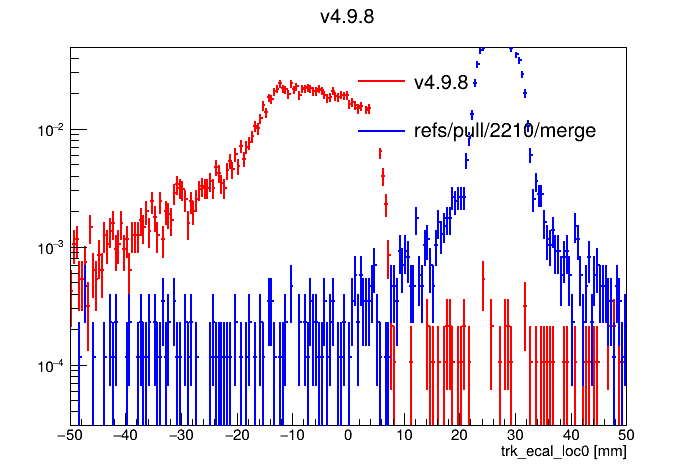 v4.9.8
v4.9.8
refs/pull/2210/merge
10⁻²
10⁻³
10⁻⁴
−50 −40 −30 −20 −10 0 10 20 30 40 50
trk_ecal_loc0 [mm]